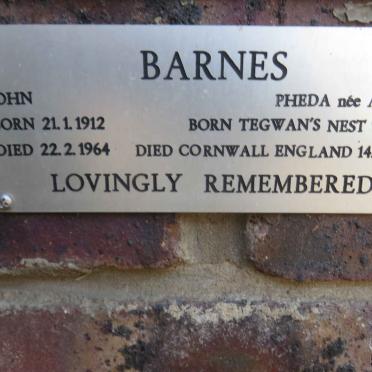 BARNES
OHN PHEDA née A
ORN 21.1.1912 BORN TEGWAN'S NEST
DIED 22.2.1964 DIED CORNWALL ENGLAND 14
LOVINGLY REMEMBERED